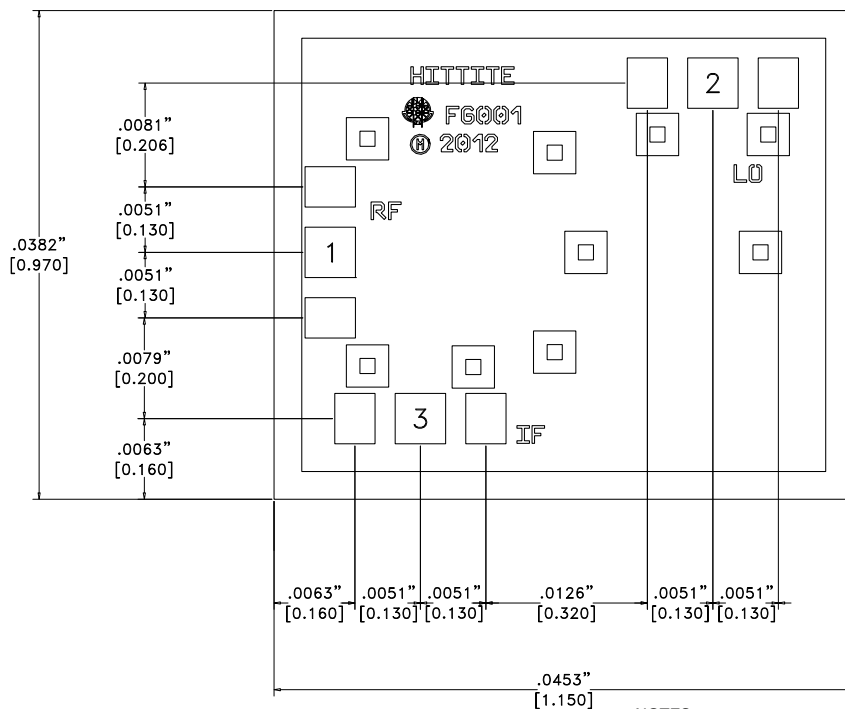 HITTITE
2
FG001
M 2012
LO
RF
1
3
IF
.0081”
[0.206]
.0051”
[0.130]
.0382”
[0.970]
.0051”
[0.130]
.0079”
[0.200]
.0063”
[0.160]
.0063” .0051” .0051” .0126” .0051” .0051”
[0.160] [0.130] [0.130] [0.320] [0.130] [0.130]
.0453”
[1.150]